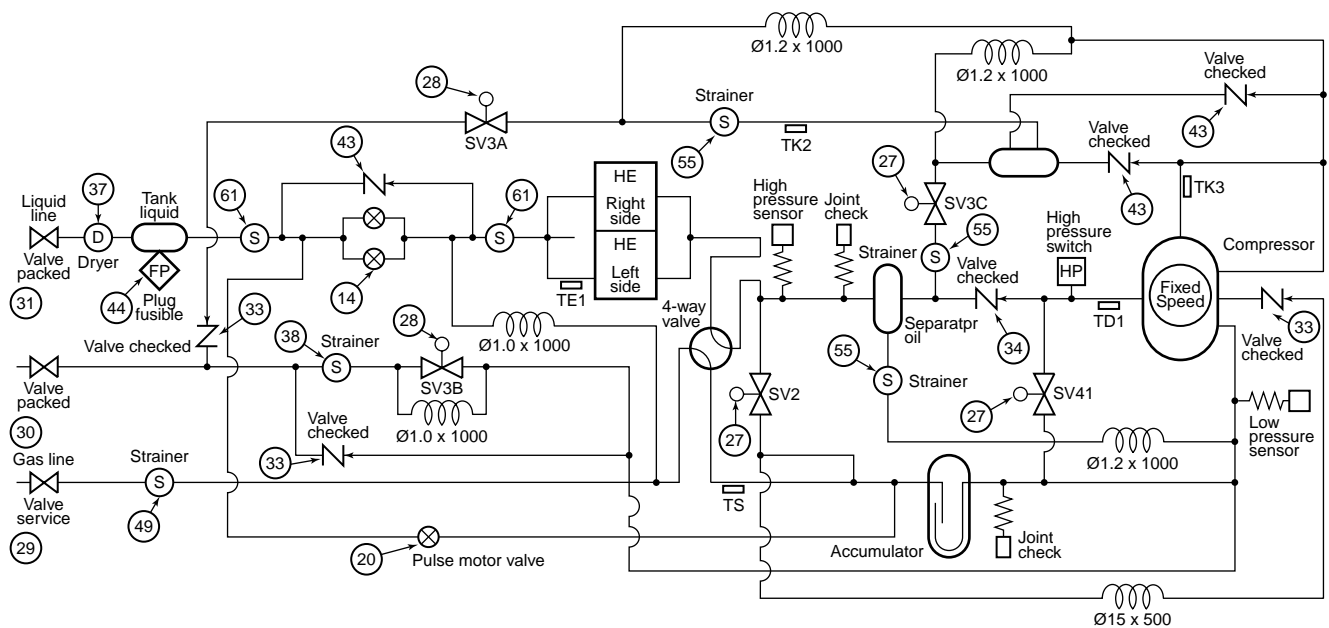 Ø1.2 x 1000
Ø1.2 x 1000
Valve
checked
43
28
SV3A
Strainer
S
55
TK2
43
Valve
checked
43
TK3
37
Liquid
line
Valve
packed
31
D
Dryer
Tank
liquid
FP
44
Plug
fusible
61
S
14
61
S
HE
Right
side
HE
Left
side
TE1
27
SV3C
High
pressure
sensor
Joint
check
Strainer
S
55
Valve
checked
34
Separatpr
oil
High
pressure
switch
HP
TD1
Compressor
Fixed
Speed
33
Valve
checked
4-way
valve
33
Valve checked
38
Strainer
S
28
SV3B
Ø1.0 x 1000
Ø1.0 x 1000
Valve
packed
30
Valve
checked
33
SV2
27
55
S
Strainer
27
SV41
Ø1.2 x 1000
Low
pressure
sensor
Gas line
Valve
service
29
Strainer
S
49
TS
Accumulator
Joint
check
20
Pulse motor valve
Ø15 x 500